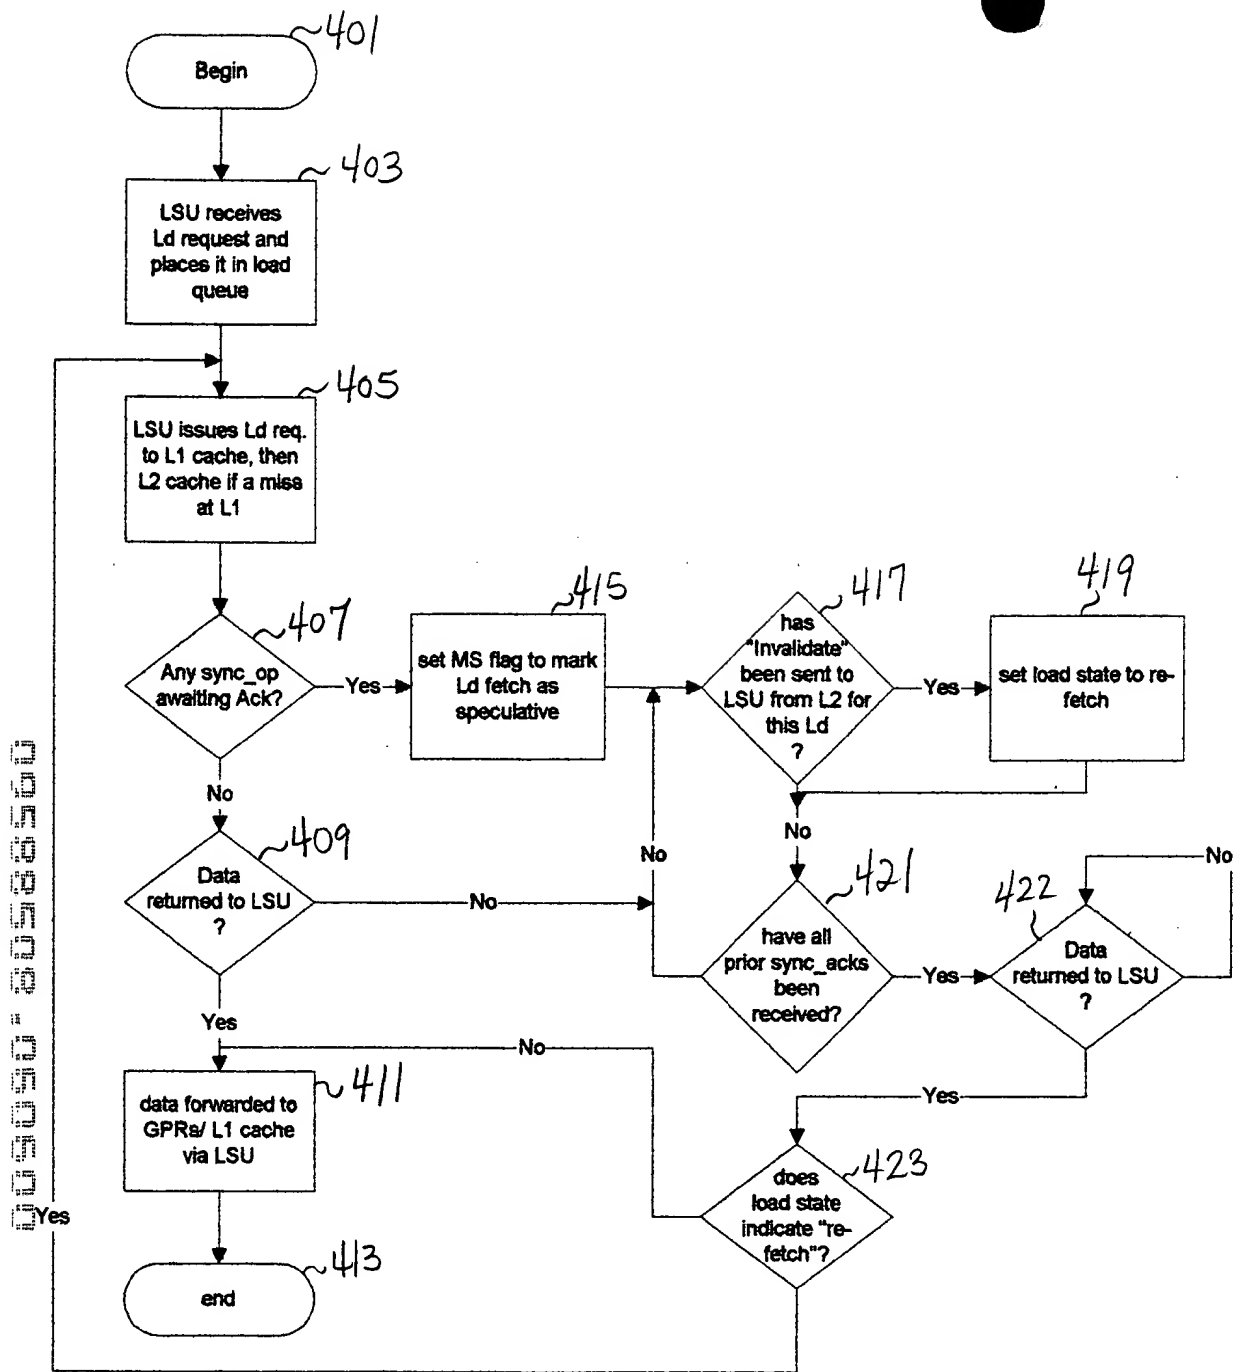 401
Begin
403
LSU receives
Ld request and
places it in load
queue
405
LSU issues Ld req.
to L1 cache, then
L2 cache if a miss
at L1
407
Any sync_op
awaiting Ack?
Yes
415
set MS flag to mark
Ld fetch as
speculative
417
has
"Invalidate"
been sent to
LSU from L2 for
this Ld
?
Yes
419
set load state to re-
fetch
No
409
Data
returned to LSU
?
No
No
No
421
have all
prior sync_acks
been
received?
Yes
422
Data
returned to LSU
?
No
Yes
No
411
data forwarded to
GPRs/ L1 cache
via LSU
Yes
423
does
load state
indicate "re-
fetch"?
Yes
413
end